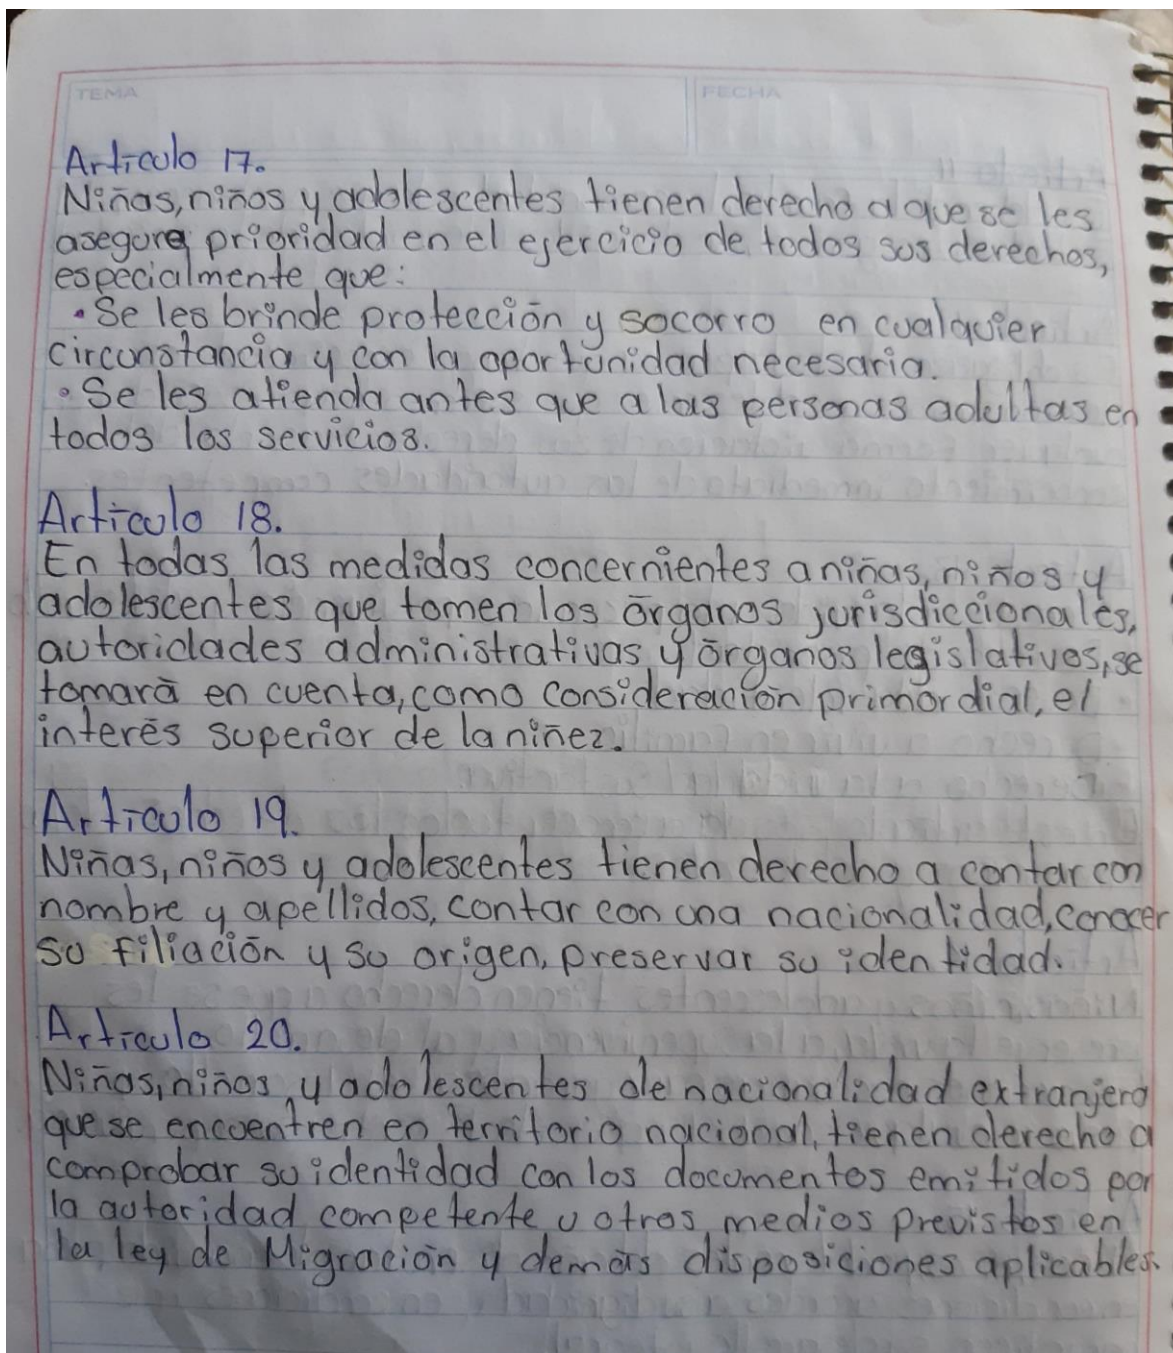 TEMA
FECHA
Artículo 17.
Niñas, niños y adolescentes tienen derecho a que se les
asegure prioridad en el ejercicio de todos sus derechos,
especialmente que:
• Se les brinde protección y socorro en cualquier
circunstancia y con la oportunidad necesaria.
• Se les atienda antes que a las personas adultas en
todos los servicios.
Artículo 18.
En todas las medidas concernientes a niñas, niños y
adolescentes que tomen los órganos jurisdiccionales,
autoridades administrativas y órganos legislativos, se
tomará en cuenta, como consideración primordial, el
interés superior de la niñez.
Artículo 19.
Niñas, niños y adolescentes tienen derecho a contar con
nombre y apellidos, contar con una nacionalidad, conocer
su filiación y su origen, preservar su identidad.
Artículo 20.
Niñas, niños y adolescentes de nacionalidad extranjera
que se encuentren en territorio nacional, tienen derecho a
comprobar su identidad con los documentos emitidos por
la autoridad competente u otros medios previstos en
la ley de Migración y demás disposiciones aplicables.